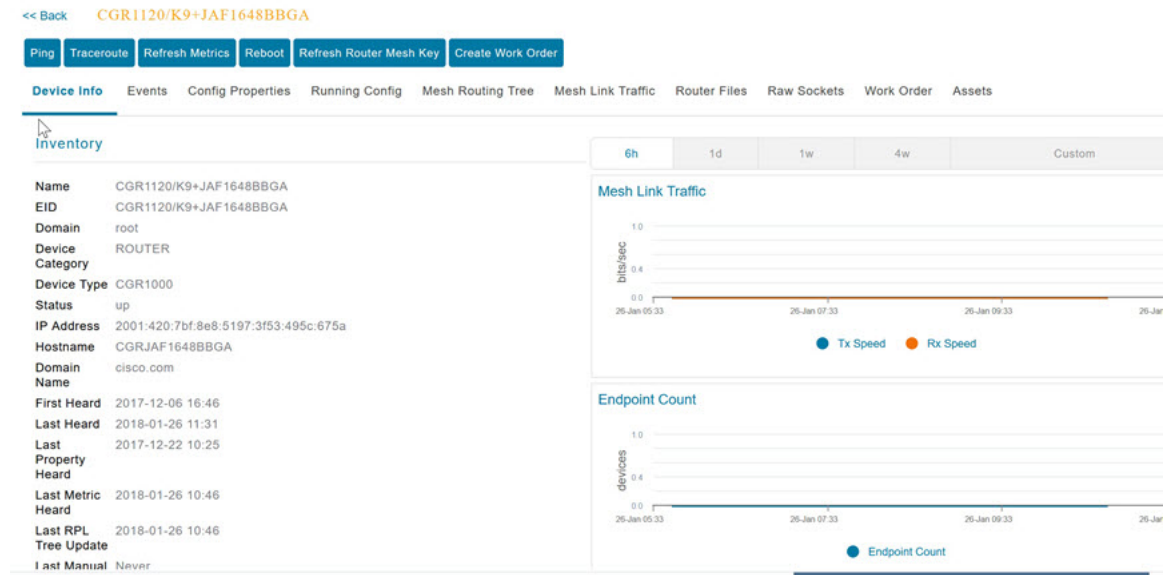 << Back CGR1120/K9+JAF1648BBGA
Ping Traceroute Refresh Metrics Reboot Refresh Router Mesh Key Create Work Order
Device Info Events Config Properties Running Config Mesh Routing Tree Mesh Link Traffic Router Files Raw Sockets Work Order Assets
Inventory
Name CGR1120/K9+JAF1648BBGA
EID CGR1120/K9+JAF1648BBGA
Domain root
Device ROUTER
Category
Device Type CGR1000
Status up
IP Address 2001:420:7bf:8e8:5197:3f53:495c:675a
Hostname CGRJAF1648BBGA
Domain cisco.com
Name
First Heard 2017-12-06 16:46
Last Heard 2018-01-26 11:31
Last 2017-12-22 10:25
Property
Heard
Last Metric 2018-01-26 10:46
Heard
Last RPL 2018-01-26 10:46
Tree Update
Last Manual Never
6h 1d 1w 4w Custom
Mesh Link Traffic
bits/sec
1.0
0.4
0.0
26-Jan 05:33 26-Jan 07:33 26-Jan 09:33 26-Jan
Tx Speed Rx Speed
Endpoint Count
devices
1.0
0.4
0.0
26-Jan 05:33 26-Jan 07:33 26-Jan 09:33 26-Jan
Endpoint Count